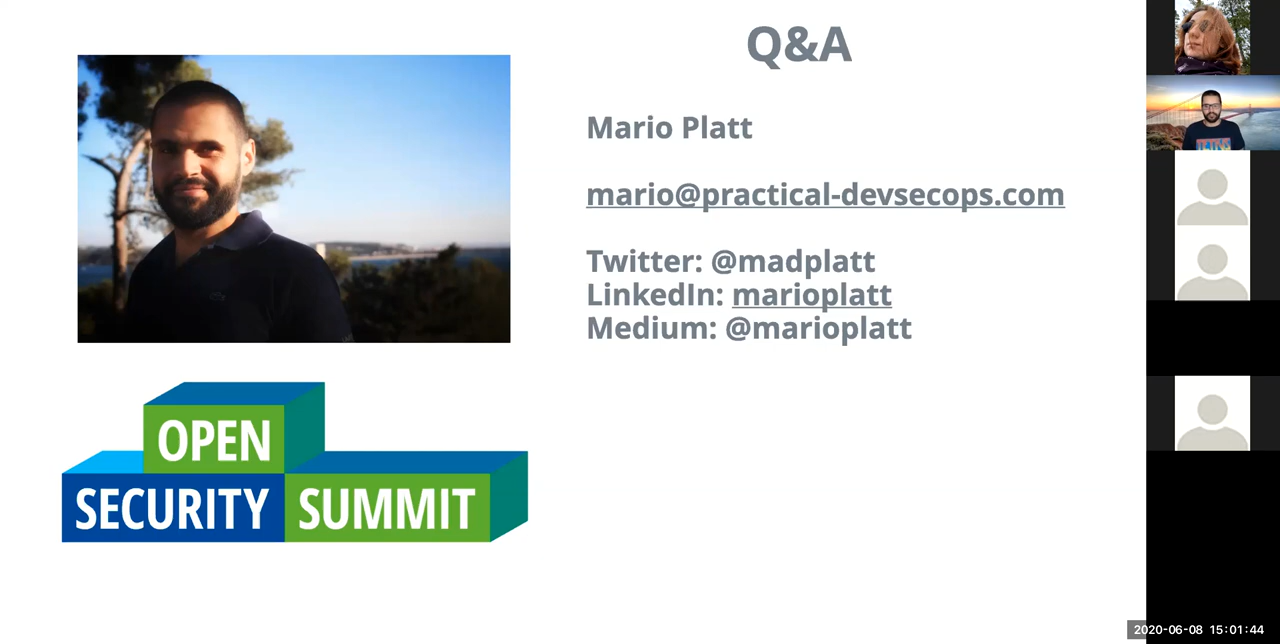 Q&A
Mario Platt
mario@practical-devsecops.com
Twitter: @madplatt
LinkedIn: marioplatt
Medium: @marioplatt
OPEN
SECURITY SUMMIT
2020-06-08 15:01:44